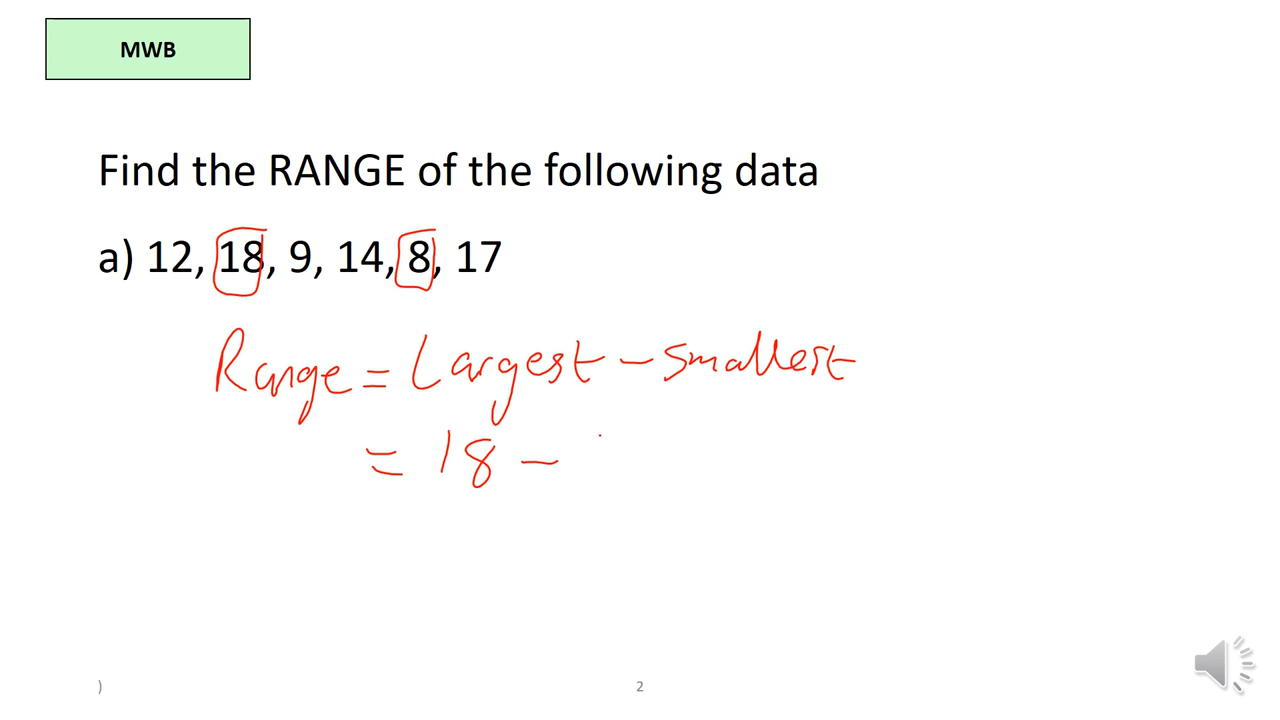 MWB
Find the RANGE of the following data
a) 12, 18, 9, 14, 8, 17
Range = Largest - Smallest
= 18 -
)
2